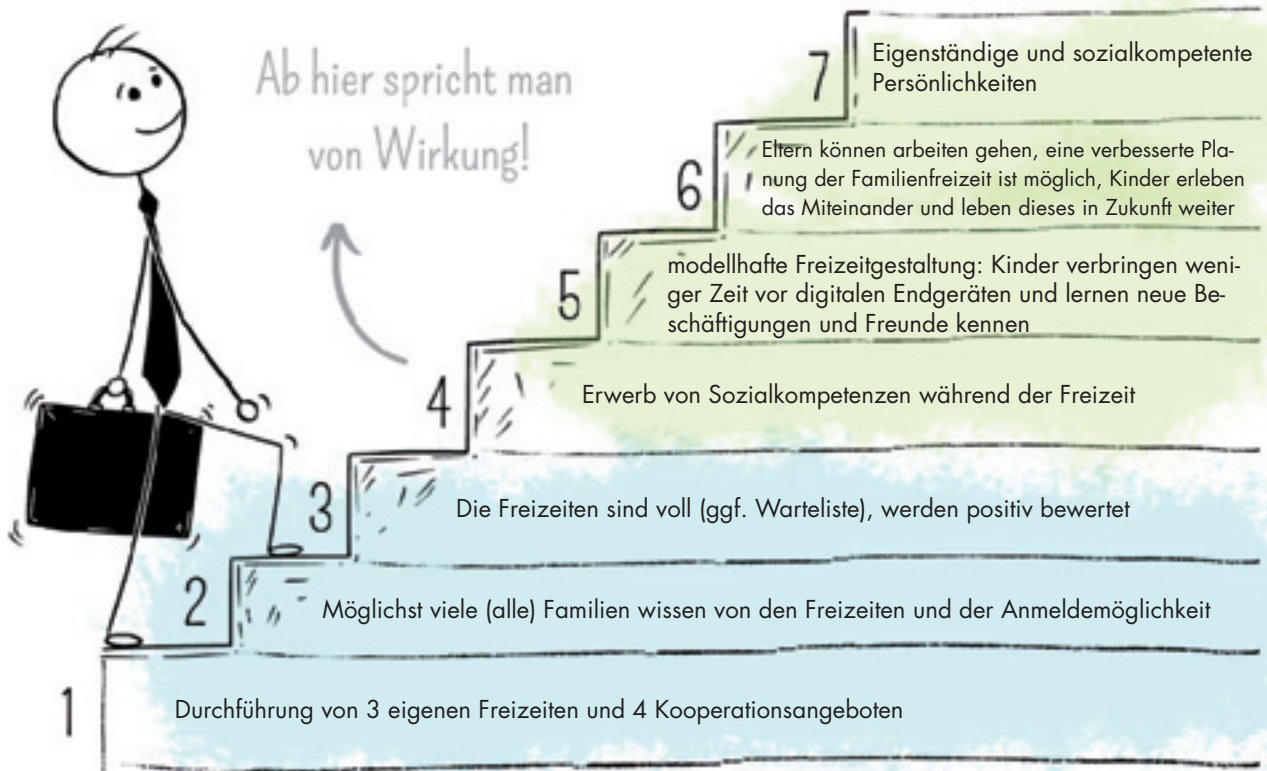 Ab hier spricht man
von Wirkung!
7
Eigenständige und sozialkompetente
Persönlichkeiten
6
Eltern können arbeiten gehen, eine verbesserte Pla-
nung der Familienfreizeit ist möglich, Kinder erleben
das Miteinander und leben dieses in Zukunft weiter
5
modellhafte Freizeitgestaltung: Kinder verbringen weni-
ger Zeit vor digitalen Endgeräten und lernen neue Be-
schäftigungen und Freunde kennen
4
Erwerb von Sozialkompetenzen während der Freizeit
3
Die Freizeiten sind voll (ggf. Warteliste), werden positiv bewertet
2
Möglichst viele (alle) Familien wissen von den Freizeiten und der Anmeldemöglichkeit
1
Durchführung von 3 eigenen Freizeiten und 4 Kooperationsangeboten